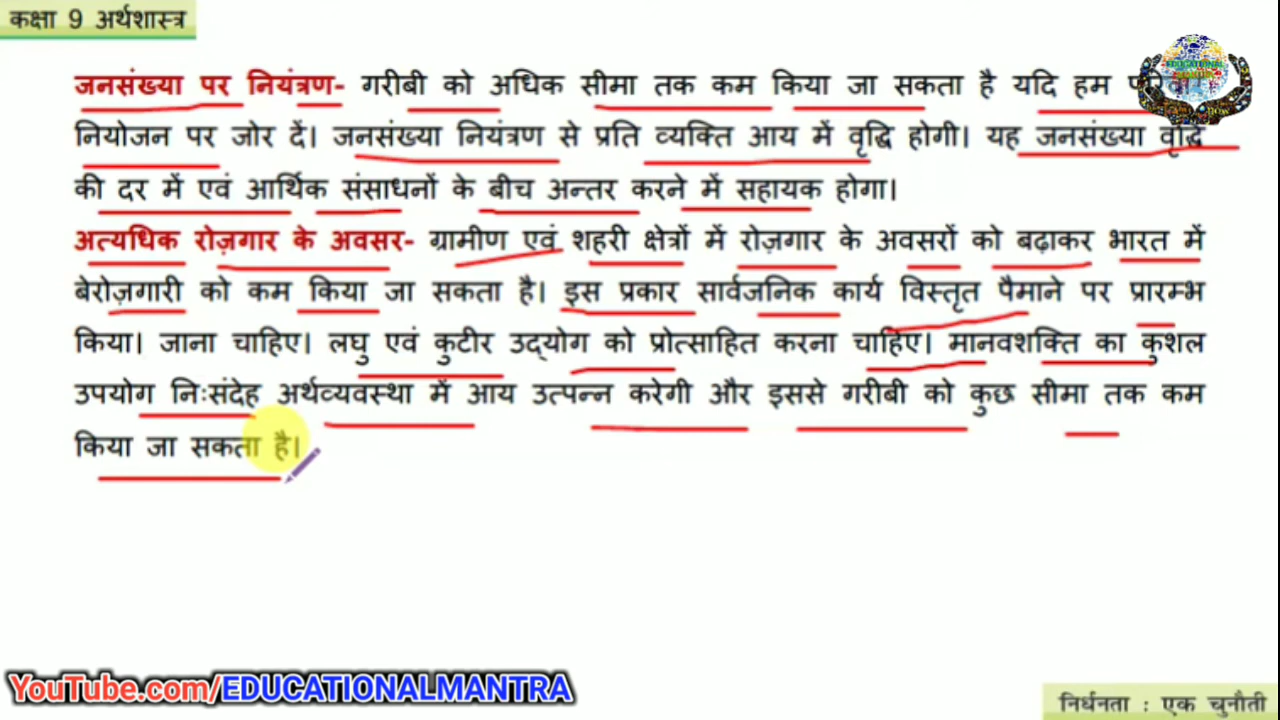 कक्षा 9 अर्थशास्त्र
EDUCATIONAL
जनसंख्या पर नियंत्रण- गरीबी को अधिक सीमा तक कम किया जा सकता है यदि हम
नियोजन पर जोर दें। जनसंख्या नियंत्रण से प्रति व्यक्ति आय में वृद्धि होगी। यह जनसंख्या वृद्धि
की दर में एवं आर्थिक संसाधनों के बीच अन्तर करने में सहायक होगा।
अत्यधिक रोज़गार के अवसर- ग्रामीण एवं शहरी क्षेत्रों में रोज़गार के अवसरों को बढ़ाकर भारत में
बेरोज़गारी को कम किया जा सकता है। इस प्रकार सार्वजनिक कार्य विस्तृत पैमाने पर प्रारम्भ
किया। जाना चाहिए। लघु एवं कुटीर उद्योग को प्रोत्साहित करना चाहिए। मानवशक्ति का कुशल
उपयोग निःसंदेह अर्थव्यवस्था में आय उत्पन्न करेगी और इससे गरीबी को कुछ सीमा तक कम
किया जा सकता है।
YouTube.com/EDUCATIONALMANTRA
निर्धनता : एक चुनौती